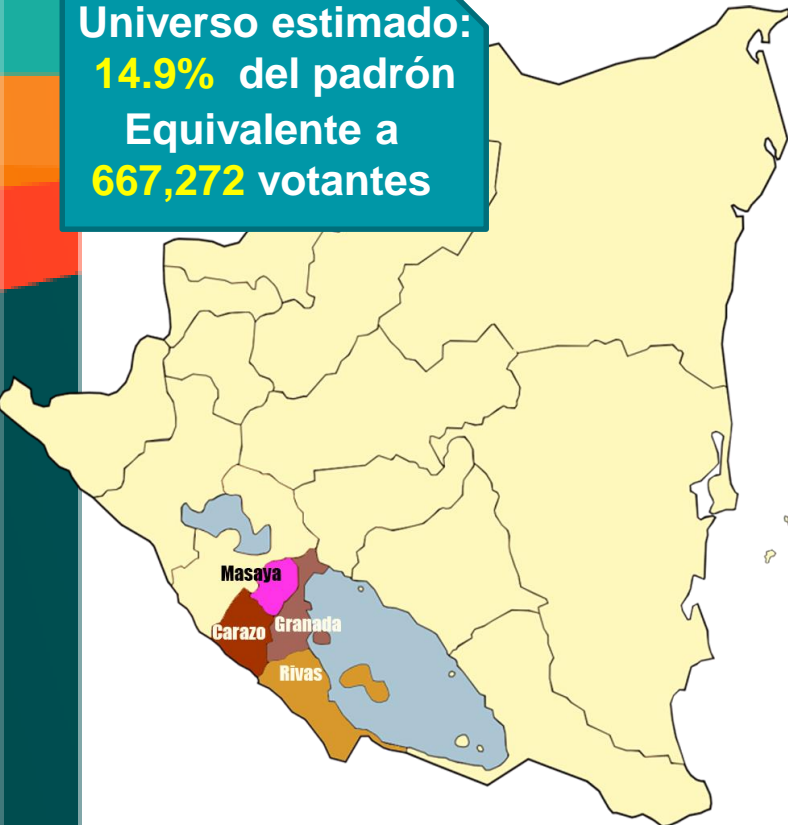 Universo estimado:
14.9% del padrón
Equivalente a
667,272 votantes
Masaya
Carazo
Granada
Rivas